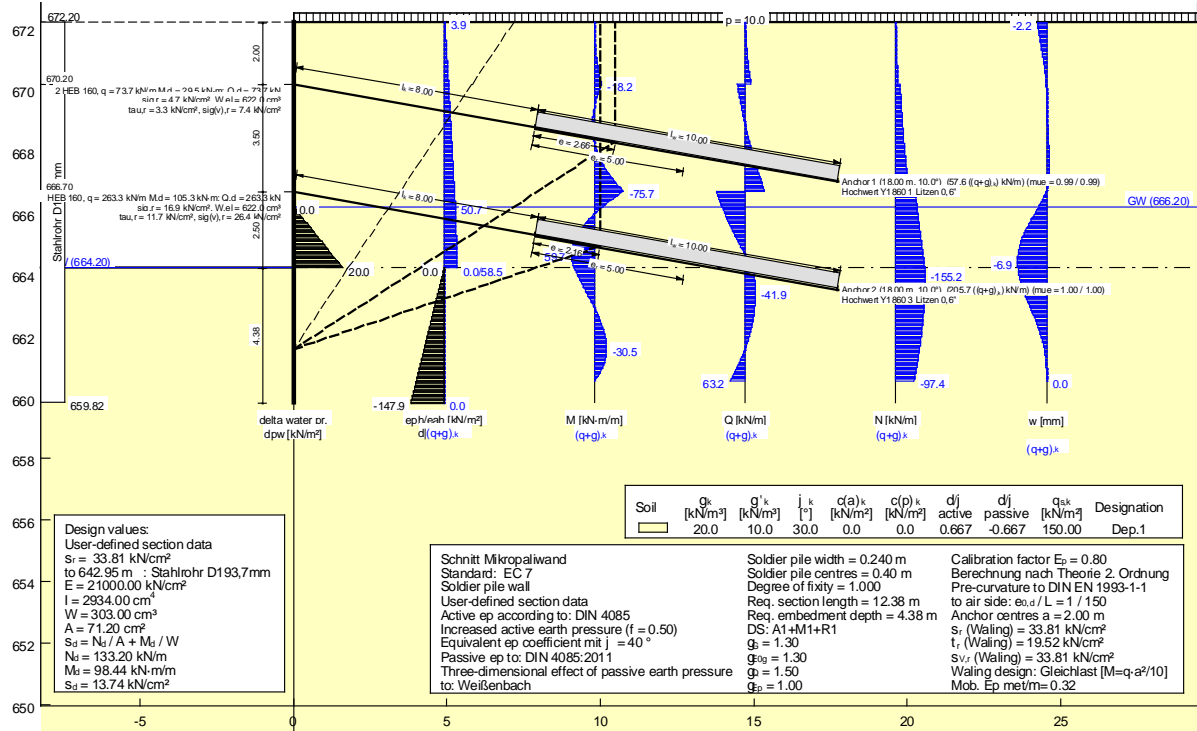 672.20
672
670
668
666
664
662
660
658
656
654
652
650
670.20
2.00
3.50
2.50
4.38
666.70
Stahlrohr D1
mm
/ (664.20)
659.82
2 HEB 160, q = 73.7 kN/m M.d = 29.5 kN·m: Q.d = 73.7 kN
sig.r = 4.7 kN/cm², W.el = 622.0 cm³
tau,r = 3.3 kN/cm², sig(v),r = 7.4 kN/cm²
HEB 160, q = 263.3 kN/m M.d = 105.3 kN·m: Q.d = 263.3 kN
sig.r = 16.9 kN/cm², W.el = 622.0 cm³
tau,r = 11.7 kN/cm², sig(v),r = 26.4 kN/cm²
p = 10.0
3.9
-2.2
-18.2
lk = 8.00
lv = 10.00
e = 2.66
e = 5.00
-75.7
Anchor 1 (18.00 m, 10.0°) (57.6 ((q+g),k) kN/m) (mue = 0.99 / 0.99)
Hochwert Y1860 1 Litzen 0,6"
GW (666.20)
lk = 8.00
0.0
50.7
lv = 10.00
e = 2.16
e = 5.00
20.0
0.0
0.0/58.5
-155.2
-6.9
Anchor 2 (18.00 m, 10.0°) (205.7 ((q+g),k) kN/m) (mue = 1.00 / 1.00)
Hochwert Y1860 3 Litzen 0,6"
-41.9
-30.5
63.2
-97.4
0.0
-147.9
0.0
delta water pr.
dpw [kN/m²]
eph/eah [kN/m²]
d|(q+g),k
M [kN·m/m]
(q+g),k
Q [kN/m]
(q+g),k
N [kN/m]
(q+g),k
w [mm]
(q+g),k
Soil gk [kN/m³] g'k [kN/m³] jk [°] c(a)k [kN/m²] c(p)k [kN/m²] d/j active d/j passive qs,k [kN/m²] Designation
20.0 10.0 30.0 0.0 0.0 0.667 -0.667 150.00 Dep.1
Design values:
User-defined section data
sr = 33.81 kN/cm²
to 642.95 m : Stahlrohr D193,7mm
E = 21000.00 kN/cm²
I = 2934.00 cm⁴
W = 303.00 cm³
A = 71.20 cm²
sd = Nd / A + Md / W
Nd = 133.20 kN/m
Md = 98.44 kN·m/m
sd = 13.74 kN/cm²
Schnitt Mikropaliwand
Standard: EC 7
Soldier pile wall
User-defined section data
Active ep according to: DIN 4085
Increased active earth pressure (f = 0.50)
Equivalent ep coefficient mit j = 40 °
Passive ep to: DIN 4085:2011
Three-dimensional effect of passive earth pressure
to: Weißenbach
Soldier pile width = 0.240 m
Soldier pile centres = 0.40 m
Degree of fixity = 1.000
Req. section length = 12.38 m
Req. embedment depth = 4.38 m
DS: A1+M1+R1
gG = 1.30
gE0g = 1.30
gQ = 1.50
gEp = 1.00
Calibration factor Ep = 0.80
Berechnung nach Theorie 2. Ordnung
Pre-curvature to DIN EN 1993-1-1
to air side: e0,d / L = 1 / 150
Anchor centres a = 2.00 m
sr (Waling) = 33.81 kN/cm²
tr (Waling) = 19.52 kN/cm²
sv,r (Waling) = 33.81 kN/cm²
Waling design: Gleichlast [M=q·a²/10]
Mob. Ep met/m= 0.32
-5
0
5
10
15
20
25